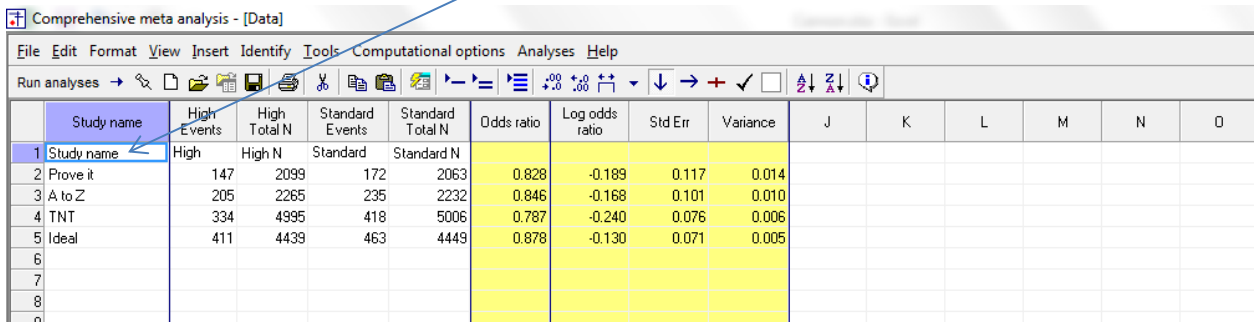 Comprehensive meta analysis - [Data]
File Edit Format View Insert Identify Tools Computational options Analyses Help
Run analyses
Study name High Events High Total N Standard Events Standard Total N Odds ratio Log odds ratio Std Err Variance J K L M N O
1 Study name High High N Standard Standard N
2 Prove it 147 2099 172 2063 0.828 -0.189 0.117 0.014
3 A to Z 205 2265 235 2232 0.846 -0.168 0.101 0.010
4 TNT 334 4995 418 5006 0.787 -0.240 0.076 0.006
5 Ideal 411 4439 463 4449 0.878 -0.130 0.071 0.005
6
7
8